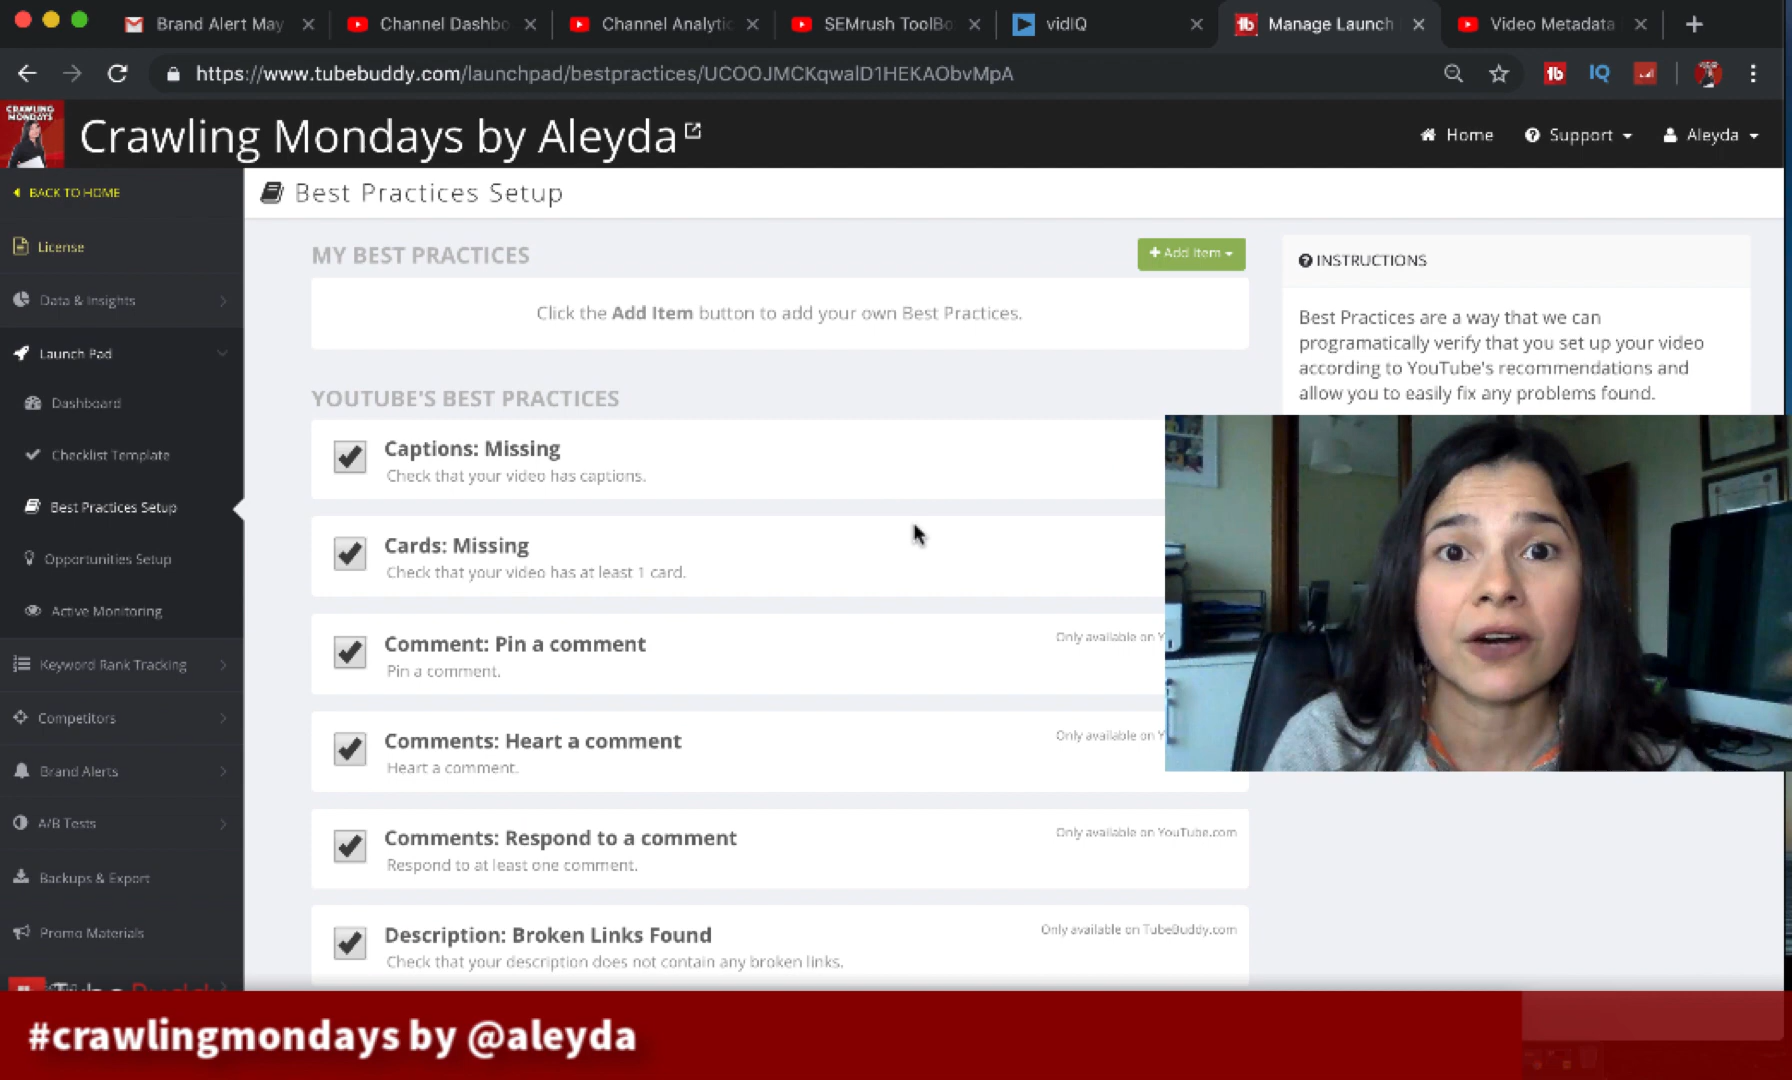 Brand Alert May
Channel Dashbo
Channel Analytic
SEMrush ToolBo
vidIQ
Manage Launch
Video Metadata
https://www.tubebuddy.com/launchpad/bestpractices/UCOOJMCKqwalD1HEKAObvMpA
CRAWLING
MONDAYS
Crawling Mondays by Aleyda
Home
Support
Aleyda
BACK TO HOME
License
Data & Insights
Launch Pad
Dashboard
Checklist Template
Best Practices Setup
Opportunities Setup
Active Monitoring
Keyword Rank Tracking
Competitors
Brand Alerts
A/B Tests
Backups & Export
Promo Materials
Best Practices Setup
MY BEST PRACTICES
+ Add Item
Click the Add Item button to add your own Best Practices.
YOUTUBE'S BEST PRACTICES
Captions: Missing
Check that your video has captions.
Cards: Missing
Check that your video has at least 1 card.
Comment: Pin a comment
Only available on Y
Pin a comment.
Comments: Heart a comment
Only available on Y
Heart a comment.
Comments: Respond to a comment
Only available on YouTube.com
Respond to at least one comment.
Description: Broken Links Found
Only available on TubeBuddy.com
Check that your description does not contain any broken links.
INSTRUCTIONS
Best Practices are a way that we can
programatically verify that you set up your video
according to YouTube's recommendations and
allow you to easily fix any problems found.
#crawlingmondays by @aleyda